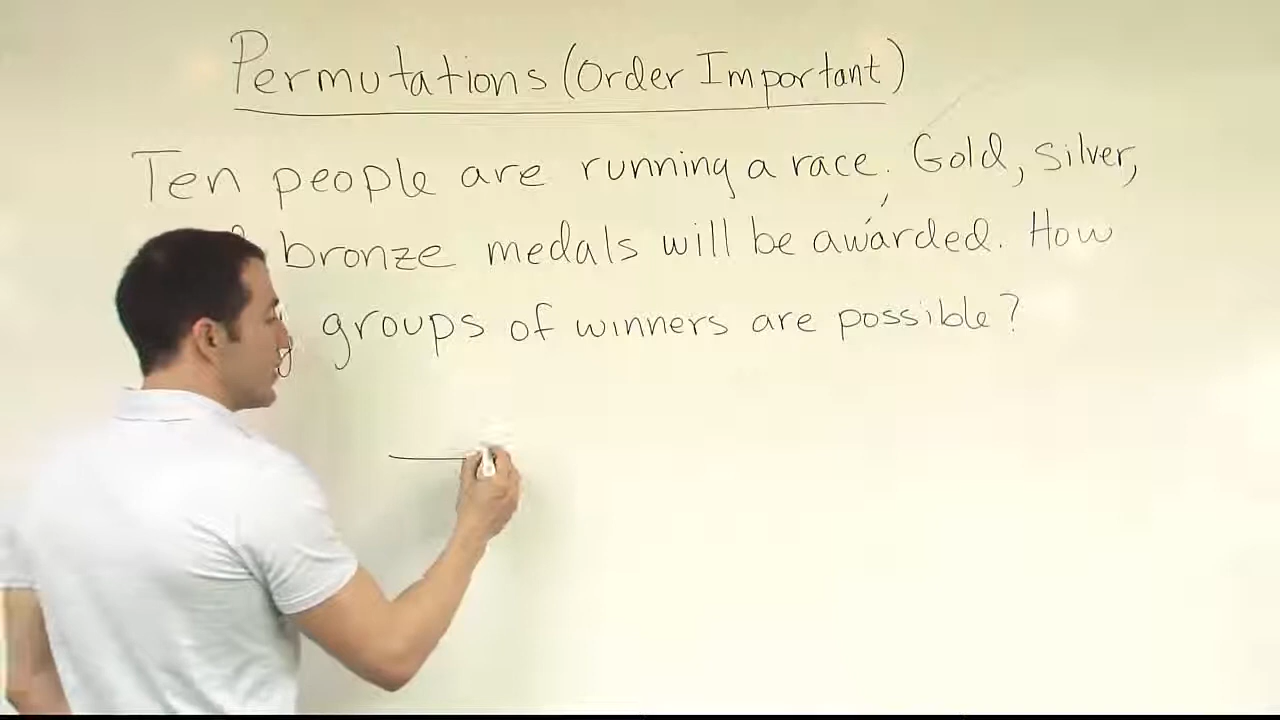 Permutations (Order Important)
Ten people are running a race. Gold, silver,
bronze medals will be awarded. How
groups of winners are possible?